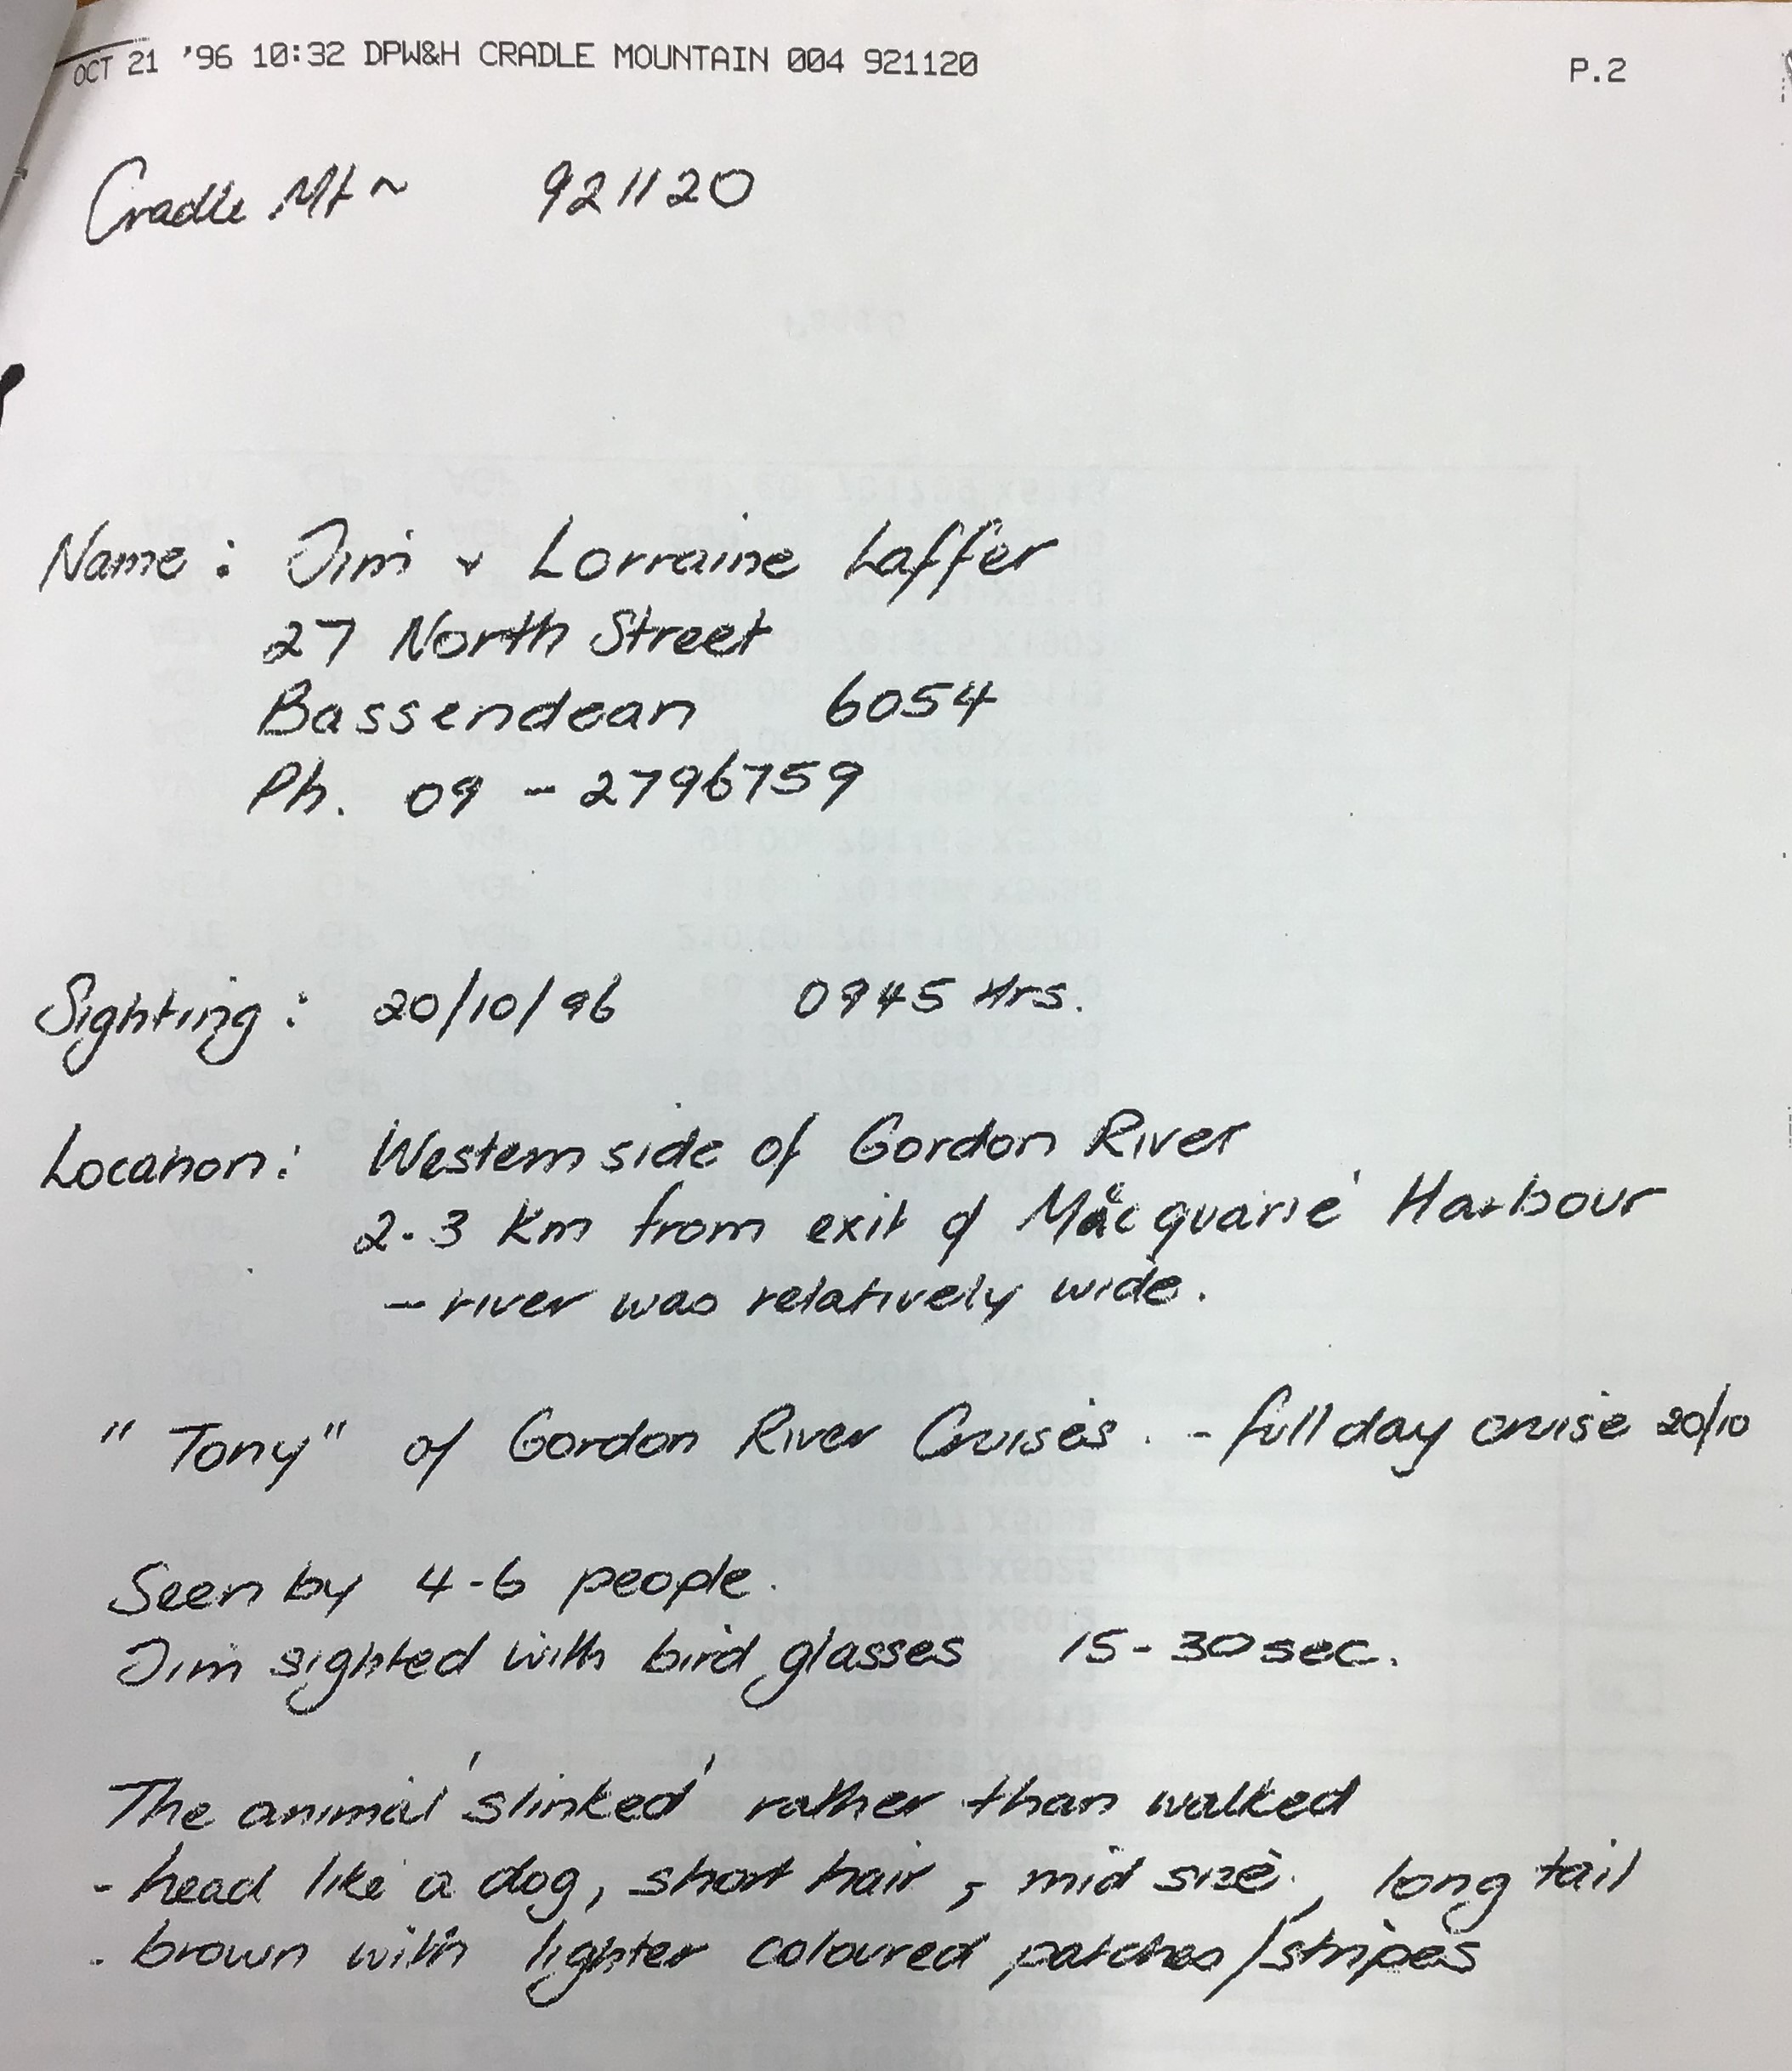 OCT 21 '96 10:32 DPW&H CRADLE MOUNTAIN 004 921120 P.2
Cradle Mt ~ 921120
Name : Jim + Lorraine Laffer
27 North Street
Bassendean 6054
Ph. 09 - 2796759
Sighting : 20/10/96 0945 Hrs.
Location : Western side of Gordon River
2-3 Km from exit of Macquarie Harbour
- river was relatively wide.
"Tony" of Gordon River Cruises. - full day cruise 20/10
Seen by 4-6 people.
Jim sighted with bird glasses 15-30 sec.
The animal 'slinked' rather than walked
- head like a dog, short hair, mid size, long tail
- brown with lighter coloured patches/stripes